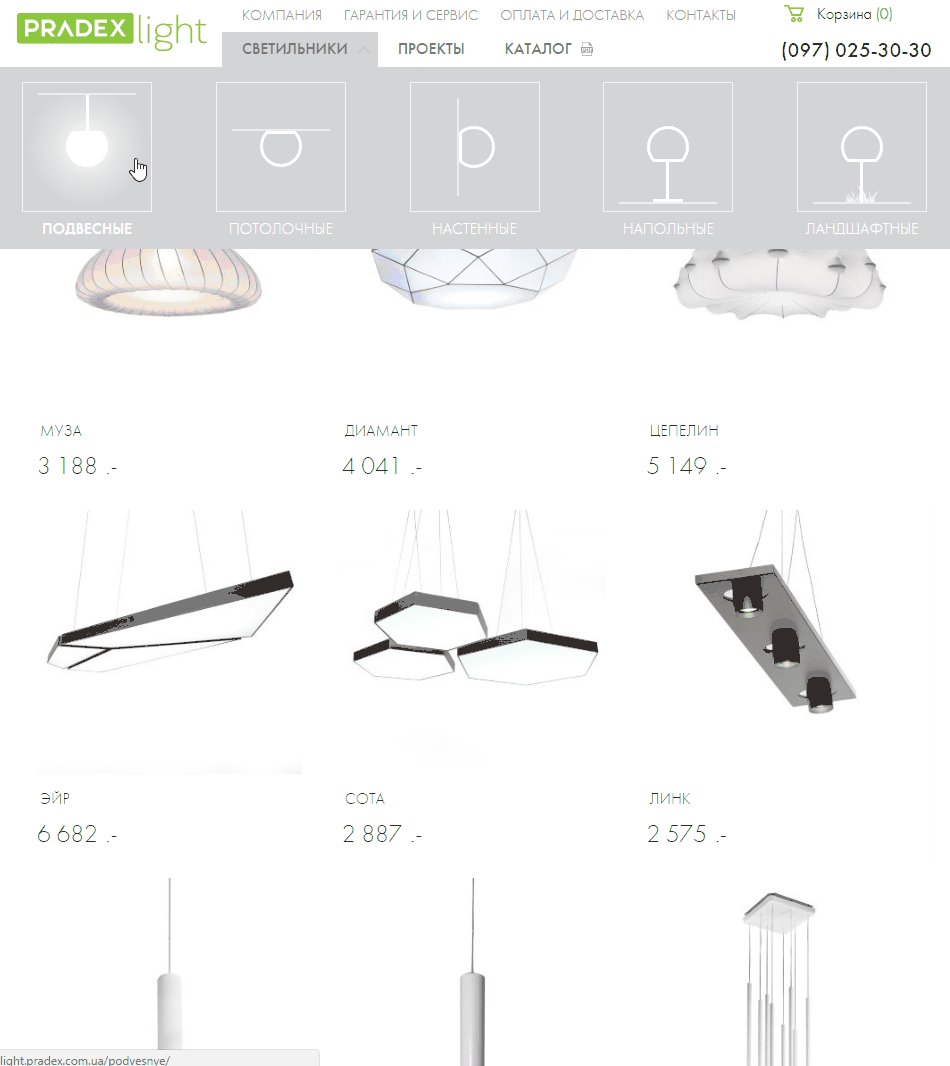 PRADEX light
КОМПАНИЯ ГАРАНТИЯ И СЕРВИС ОПЛАТА И ДОСТАВКА КОНТАКТЫ
Корзина (0)
СВЕТИЛЬНИКИ ПРОЕКТЫ КАТАЛОГ
(097) 025-30-30
ПОДВЕСНЫЕ ПОТОЛОЧНЫЕ НАСТЕННЫЕ НАПОЛЬНЫЕ ЛАНДШАФТНЫЕ
МУЗА ДИАМАНТ ЦЕПЕЛИН
3 188 .- 4 041 .- 5 149 .-
ЭЙР СОТА ЛИНК
6 682 .- 2 887 .- 2 575 .-
light.pradex.com.ua/podvesnye/